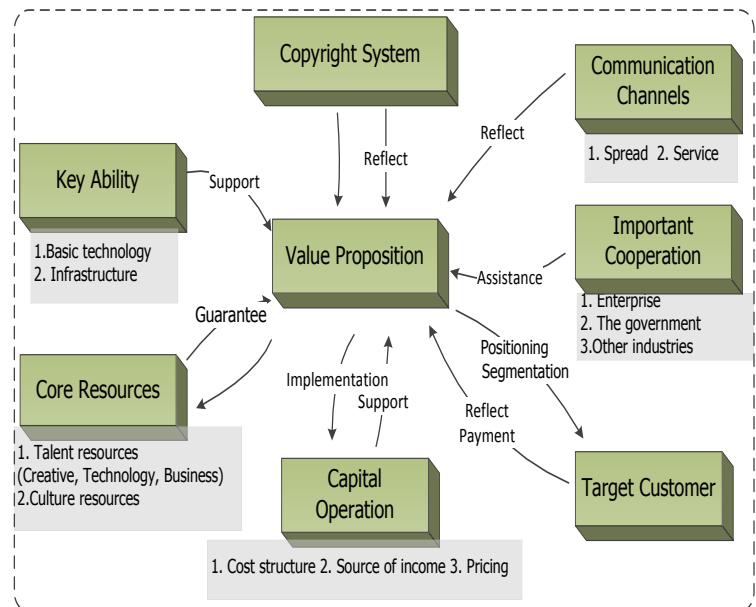 Copyright System
Communication
Channels
Reflect
Reflect
1. Spread 2. Service
Key Ability
Support
1.Basic technology
2. Infrastructure
Value Proposition
Important
Cooperation
Assistance
1. Enterprise
2. The government
3.Other industries
Guarantee
Core Resources
1. Talent resources
(Creative, Technology, Business)
2.Culture resources
Implementation
Support
Positioning
Segmentation
Reflect
Payment
Capital
Operation
1. Cost structure 2. Source of income 3. Pricing
Target Customer